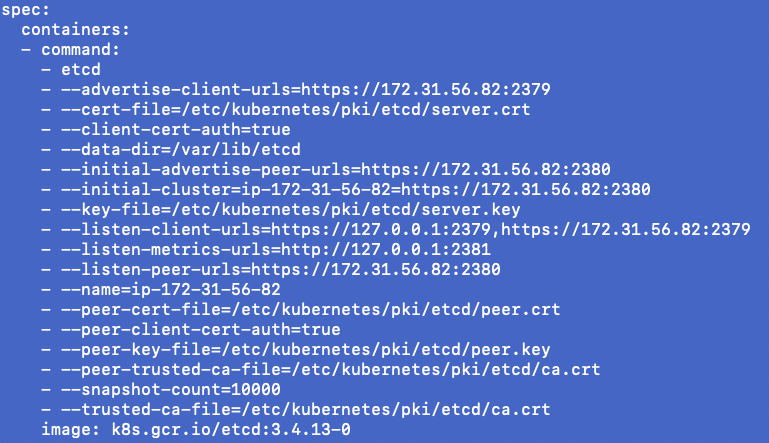 spec:
  containers:
  - command:
    - etcd
    - --advertise-client-urls=https://172.31.56.82:2379
    - --cert-file=/etc/kubernetes/pki/etcd/server.crt
    - --client-cert-auth=true
    - --data-dir=/var/lib/etcd
    - --initial-advertise-peer-urls=https://172.31.56.82:2380
    - --initial-cluster=ip-172-31-56-82=https://172.31.56.82:2380
    - --key-file=/etc/kubernetes/pki/etcd/server.key
    - --listen-client-urls=https://127.0.0.1:2379,https://172.31.56.82:2379
    - --listen-metrics-urls=http://127.0.0.1:2381
    - --listen-peer-urls=https://172.31.56.82:2380
    - --name=ip-172-31-56-82
    - --peer-cert-file=/etc/kubernetes/pki/etcd/peer.crt
    - --peer-client-cert-auth=true
    - --peer-key-file=/etc/kubernetes/pki/etcd/peer.key
    - --peer-trusted-ca-file=/etc/kubernetes/pki/etcd/ca.crt
    - --snapshot-count=10000
    - --trusted-ca-file=/etc/kubernetes/pki/etcd/ca.crt
    image: k8s.gcr.io/etcd:3.4.13-0